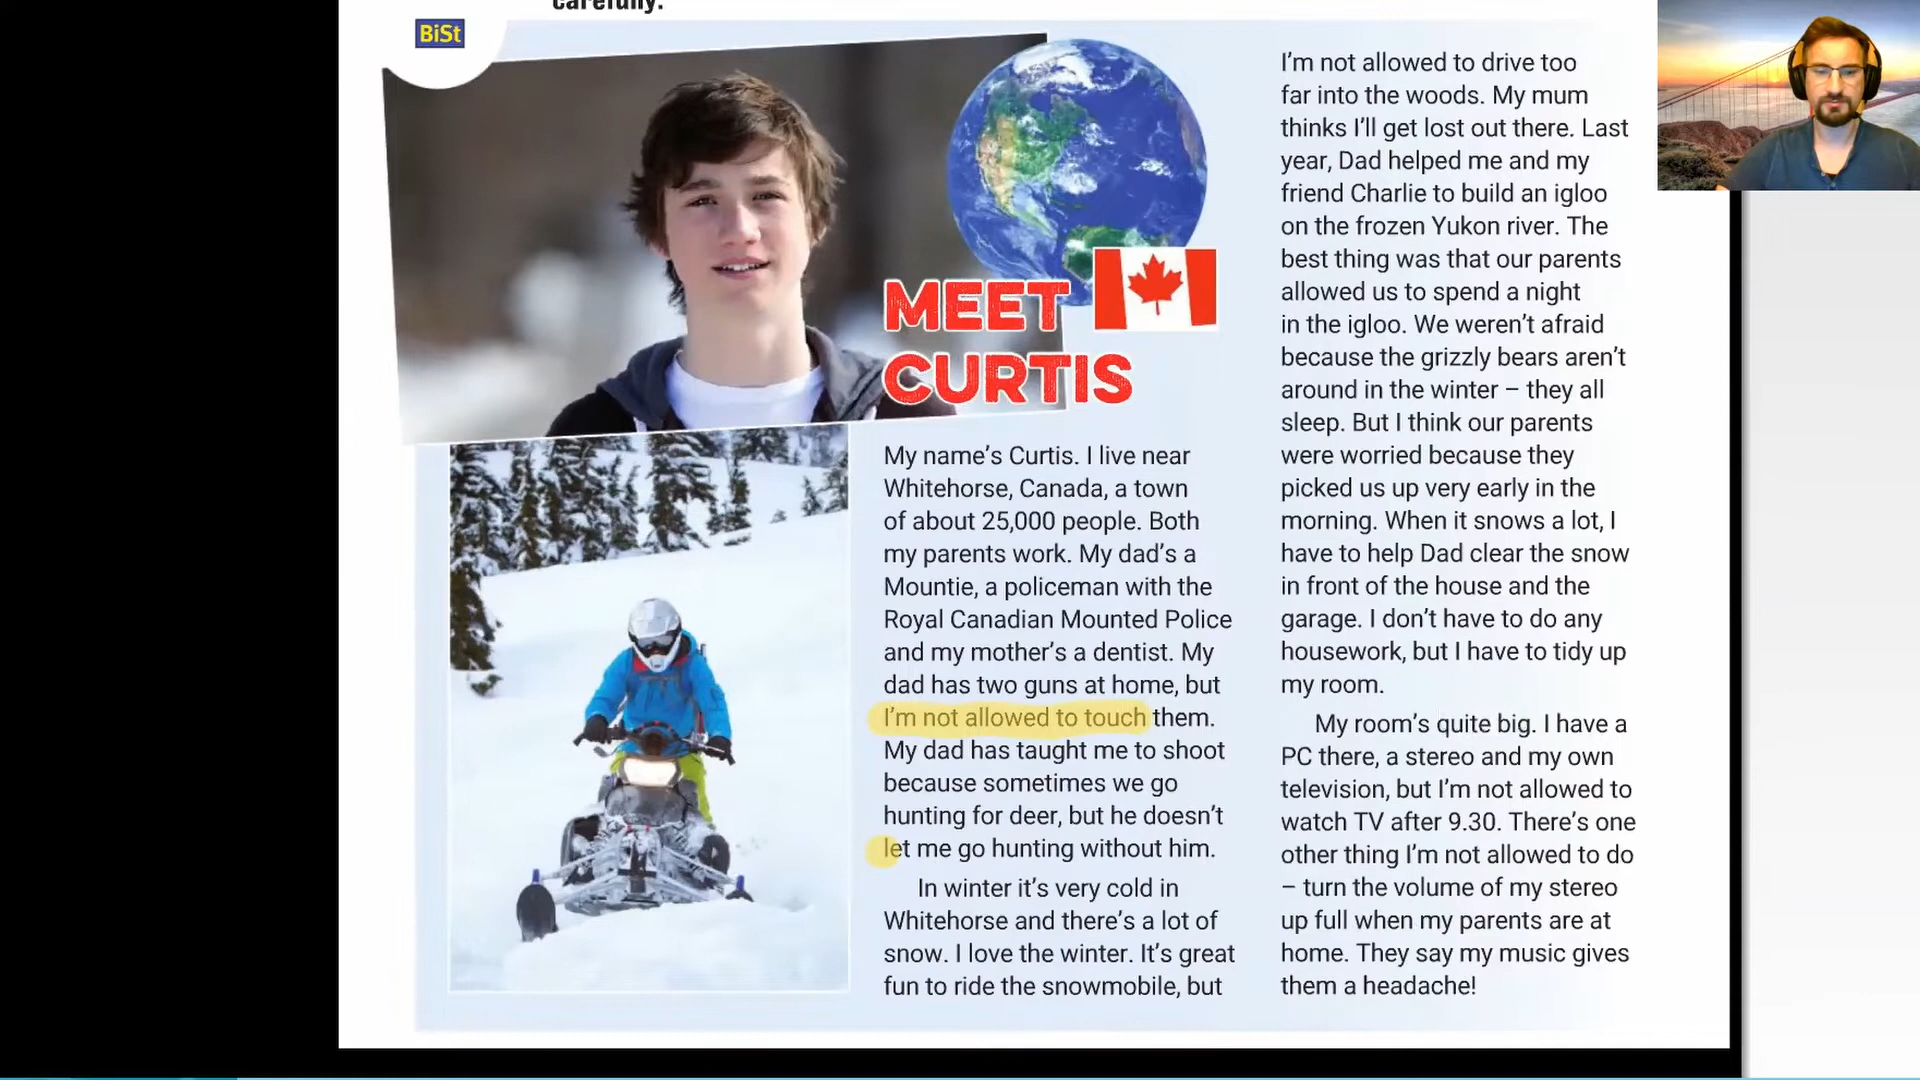 carefully.
BiSt
MEET
CURTIS
My name’s Curtis. I live near
Whitehorse, Canada, a town
of about 25,000 people. Both
my parents work. My dad’s a
Mountie, a policeman with the
Royal Canadian Mounted Police
and my mother’s a dentist. My
dad has two guns at home, but
I’m not allowed to touch them.
My dad has taught me to shoot
because sometimes we go
hunting for deer, but he doesn’t
let me go hunting without him.
In winter it’s very cold in
Whitehorse and there’s a lot of
snow. I love the winter. It’s great
fun to ride the snowmobile, but
I’m not allowed to drive too
far into the woods. My mum
thinks I’ll get lost out there. Last
year, Dad helped me and my
friend Charlie to build an igloo
on the frozen Yukon river. The
best thing was that our parents
allowed us to spend a night
in the igloo. We weren’t afraid
because the grizzly bears aren’t
around in the winter – they all
sleep. But I think our parents
were worried because they
picked us up very early in the
morning. When it snows a lot, I
have to help Dad clear the snow
in front of the house and the
garage. I don’t have to do any
housework, but I have to tidy up
my room.
My room’s quite big. I have a
PC there, a stereo and my own
television, but I’m not allowed to
watch TV after 9.30. There’s one
other thing I’m not allowed to do
– turn the volume of my stereo
up full when my parents are at
home. They say my music gives
them a headache!